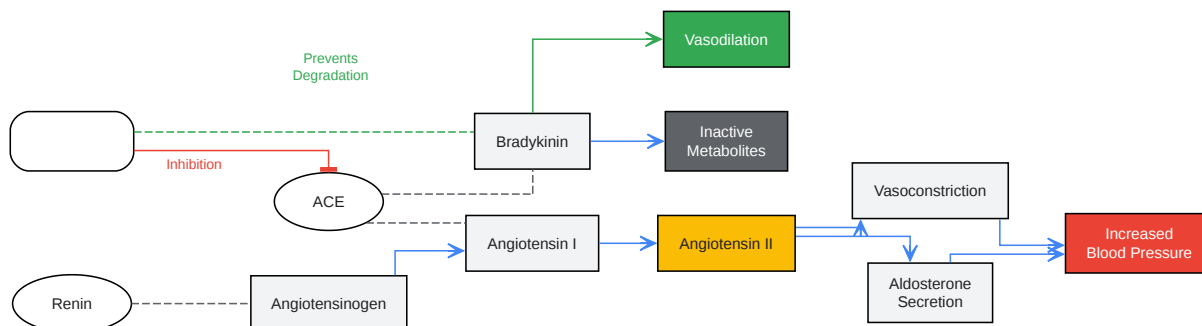 Vasodilation
Prevents
Degradation
Bradykinin
Inactive
Metabolites
Inhibition
ACE
Vasoconstriction
Angiotensin I
Angiotensin II
Increased
Blood Pressure
Renin
Angiotensinogen
Aldosterone
Secretion